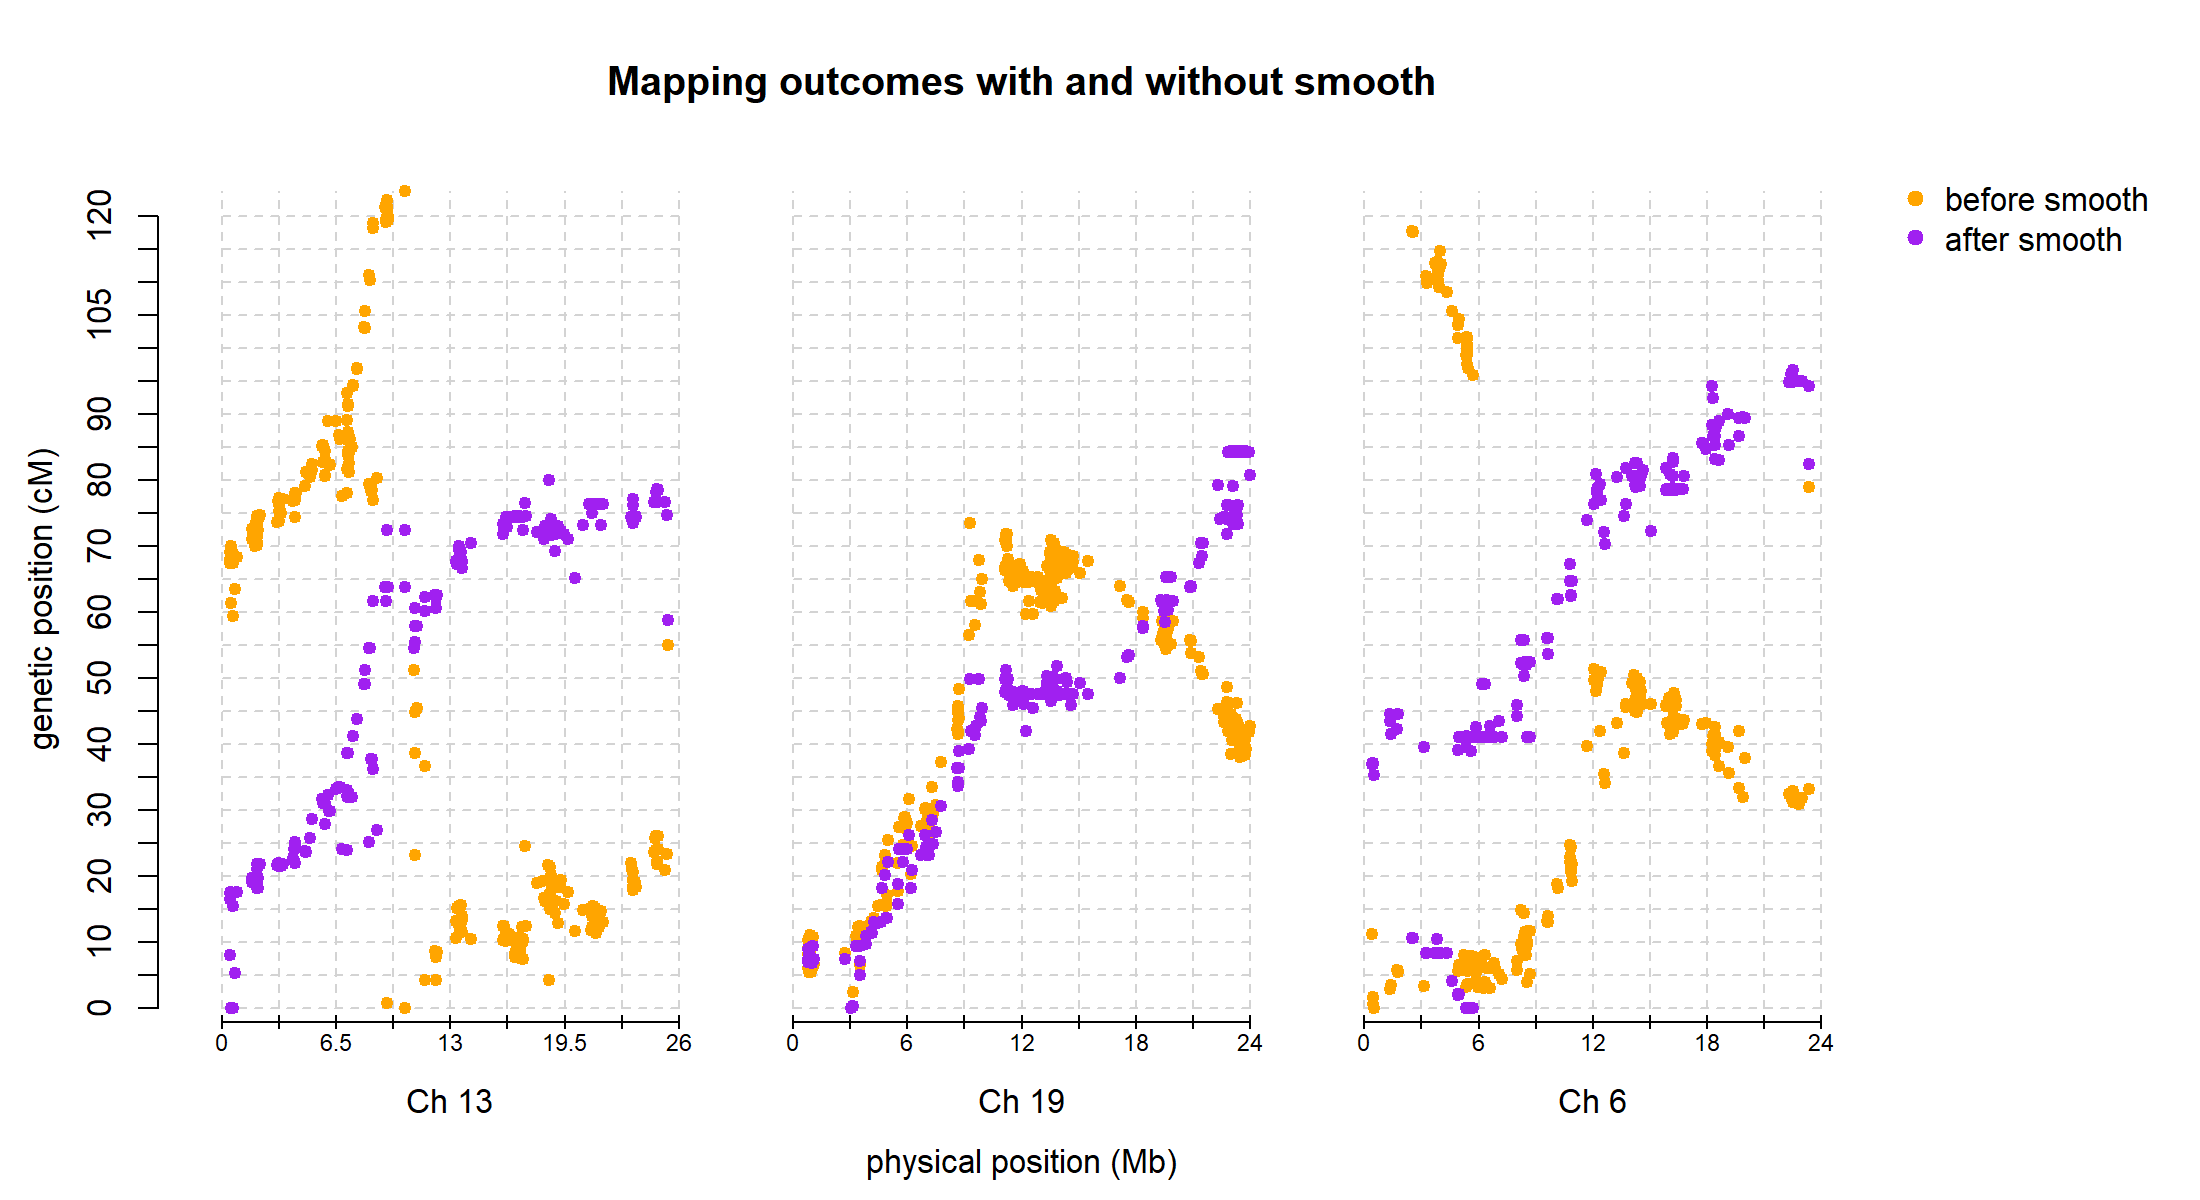 Mapping outcomes with and without smooth
before smooth
after smooth
genetic position (cM)
0 10 20 30 40 50 60 70 80 90 105 120
0 6.5 13 19.5 26
0 6 12 18 24
0 6 12 18 24
Ch 13
Ch 19
Ch 6
physical position (Mb)